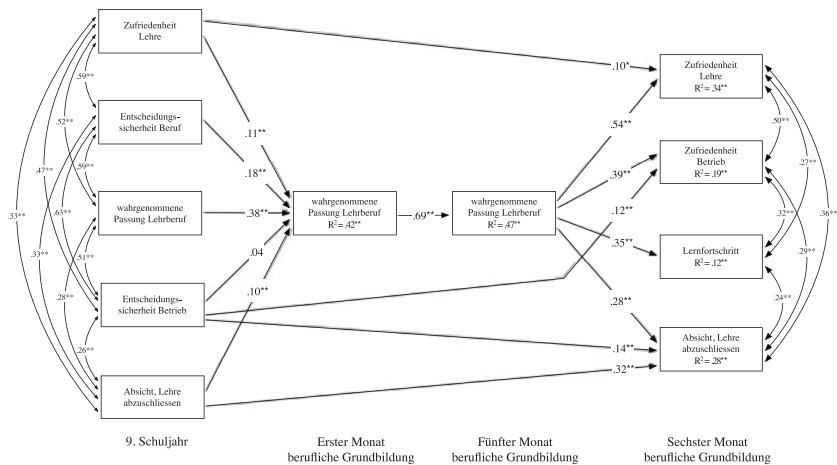 Zufriedenheit
Lehre
Entscheidungs-
sicherheit Beruf
wahrgenommene
Passung Lehrberuf
Entscheidungs-
sicherheit Betrieb
Absicht, Lehre
abzuschliessen
.59**
.52**
.47**
.59**
.33**
.63**
.33**
.51**
.28**
.26**
.11**
.18**
.38**
.04
.10**
wahrgenommene
Passung Lehrberuf
R² = .42**
.69**
wahrgenommene
Passung Lehrberuf
R² = .47**
.10*
.54**
.39**
.12**
.35**
.28**
.14**
.32**
Zufriedenheit
Lehre
R² = .34**
Zufriedenheit
Betrieb
R² = .19**
Lernfortschritt
R² = .12**
Absicht, Lehre
abzuschliessen
R² = .28**
.50**
.27**
.32**
.36**
.29**
.24**
9. Schuljahr
Erster Monat
berufliche Grundbildung
Fünfter Monat
berufliche Grundbildung
Sechster Monat
berufliche Grundbildung